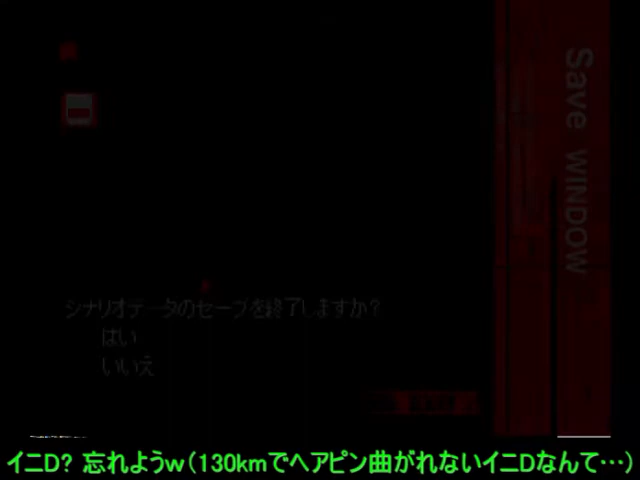 Save WINDOW
シナリオデータのセーブを終了しますか?
はい
いいえ
イニD? 忘れようw(130kmでヘアピン曲がれないイニDなんて…)